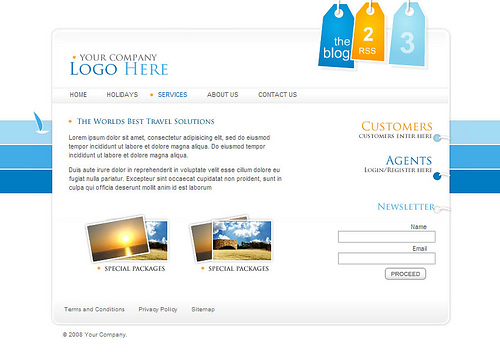 the
blog
2
RSS
3
YOUR COMPANY
LOGO HERE
HOME HOLIDAYS SERVICES ABOUT US CONTACT US
THE WORLDS BEST TRAVEL SOLUTIONS
Lorem ipsum dolor sit amet, consectetur adipisicing elit, sed do eiusmod
tempor incididunt ut labore et dolore magna aliqua. Do eiusmod tempor
incididunt ut labore et dolore magna aliqua.
Duis aute irure dolor in reprehenderit in voluptate velit esse cillum dolore eu
fugiat nulla pariatur. Excepteur sint occaecat cupidatat non proident, sunt in
culpa qui officia deserunt mollit anim id est laborum
CUSTOMERS
CUSTOMERS ENTER HERE
AGENTS
LOGIN/REGISTER HERE
NEWSLETTER
Name
Email
PROCEED
SPECIAL PACKAGES
SPECIAL PACKAGES
Terms and Conditions Privacy Policy Sitemap
© 2008 Your Company.